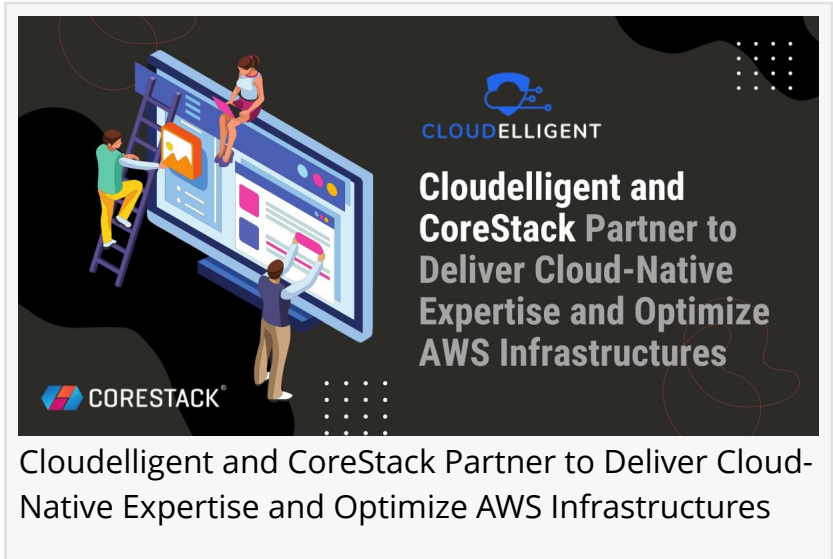 CLOUDELLIGENT
Cloudelligent and
CoreStack Partner to
Deliver Cloud-Native
Expertise and Optimize
AWS Infrastructures
CORESTACK®
Cloudelligent and CoreStack Partner to Deliver Cloud-
Native Expertise and Optimize AWS Infrastructures